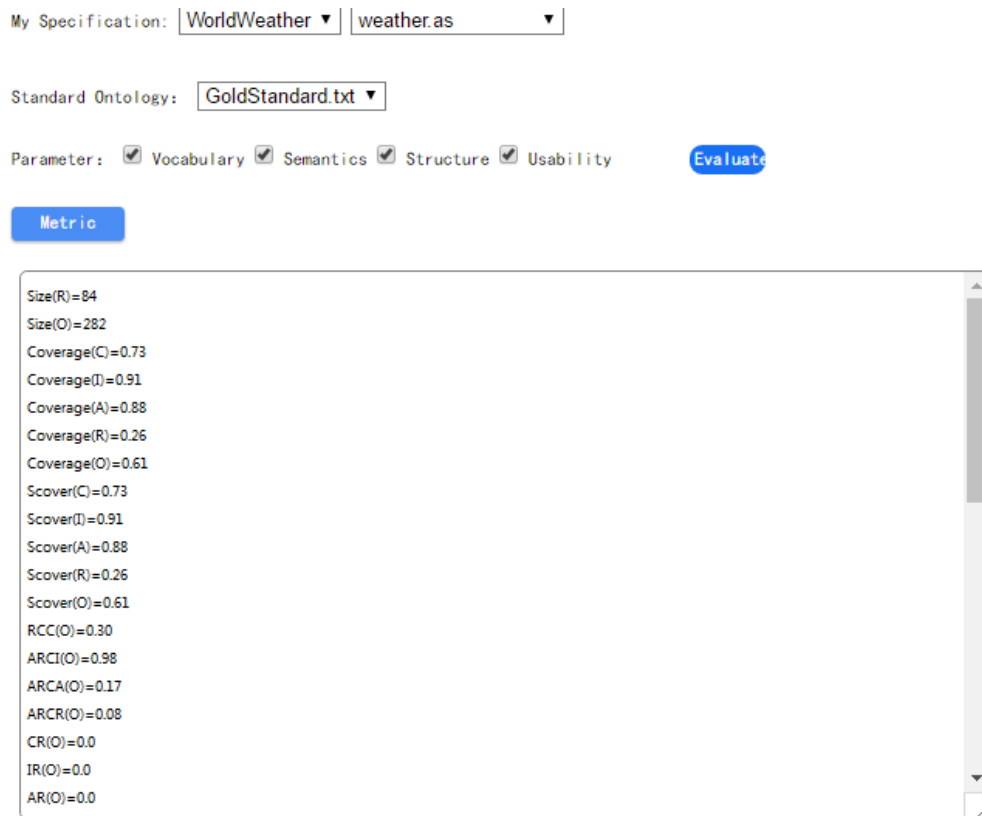 My Specification: WorldWeather weather.as
Standard Ontology: GoldStandard.txt
Parameter: Vocabulary Semantics Structure Usability Evaluate
Metric
Size(R)=84
Size(O)=282
Coverage(C)=0.73
Coverage(I)=0.91
Coverage(A)=0.88
Coverage(R)=0.26
Coverage(O)=0.61
Scover(C)=0.73
Scover(I)=0.91
Scover(A)=0.88
Scover(R)=0.26
Scover(O)=0.61
RCC(O)=0.30
ARCI(O)=0.98
ARCA(O)=0.17
ARCR(O)=0.08
CR(O)=0.0
IR(O)=0.0
AR(O)=0.0